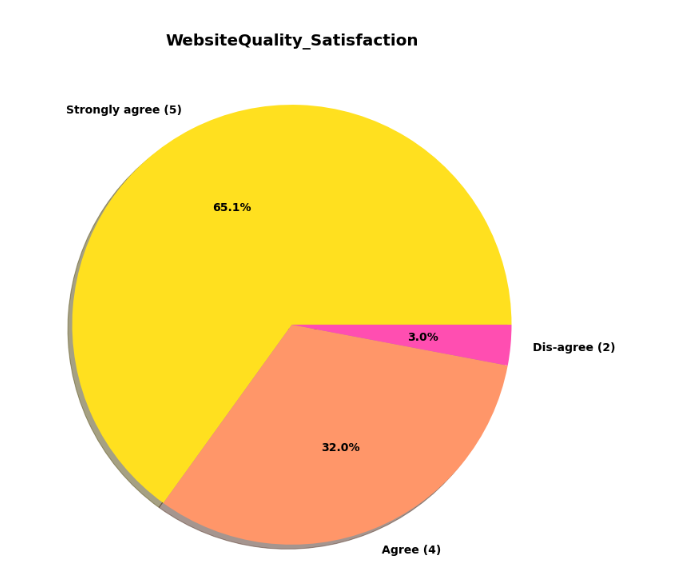 WebsiteQuality_Satisfaction
Strongly agree (5)
65.1%
3.0%
Dis-agree (2)
32.0%
Agree (4)